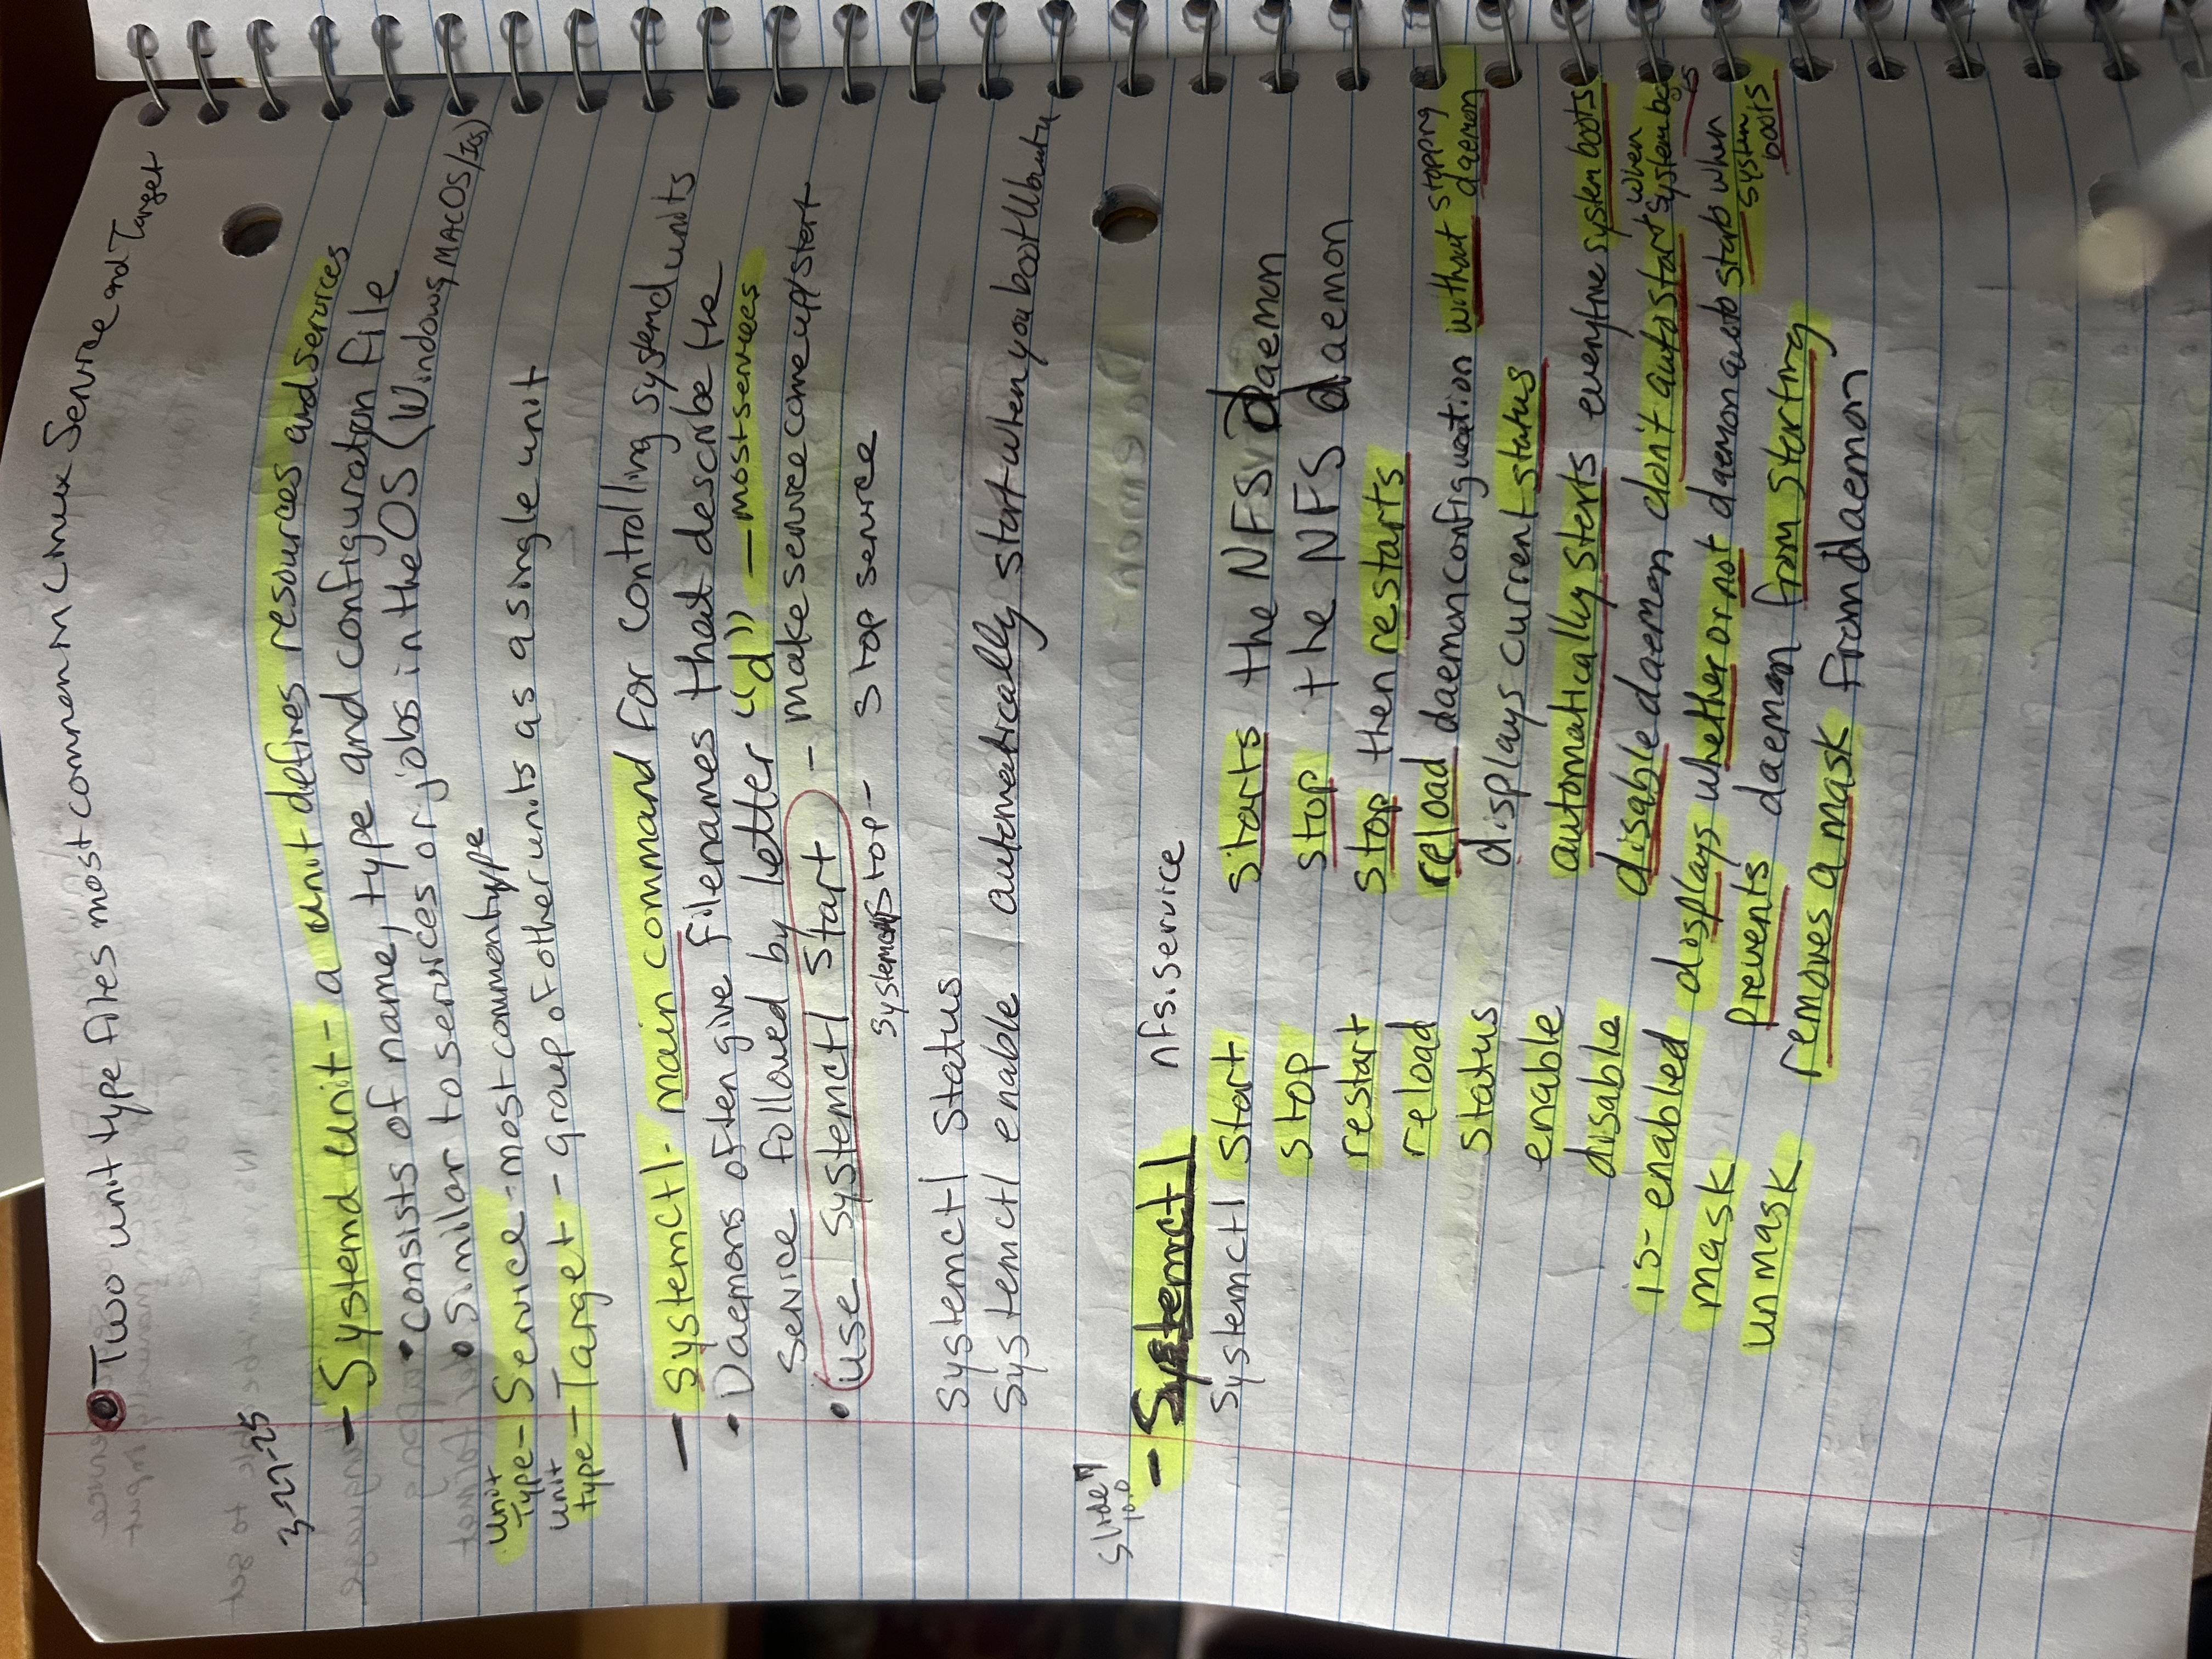 Two unit type files most common in Linux Service and Target
3-27-25
- Systemd unit - a unit defines resources and services
• consists of name, type and configuration file
• Similar to services or jobs in the OS (Windows, MACOS/Ios)
unit
Type - Service - most common type
unit
type - Target - group of other units as a single unit
- Systemctl - main command for controlling systemd units
• Daemons often give filenames that describe the
service followed by letter "d" - most services
• use systemctl start - make service come up/start
systemctl stop - stop service
systemctl status
systemctl enable automatically start when you boot Ubuntu
Slide 7
10.0
- Systemctl nfs.service
systemctl start starts the NFS daemon
stop stop the NFS daemon
restart stop then restarts
reload reload daemon configuration without stopping daemon
status displays current status
enable automatically starts everytime system boots
disable disable daemon don't autostart when system boots
is-enabled displays whether or not daemon auto starts when system boots
mask prevents daemon from starting
unmask removes a mask from daemon